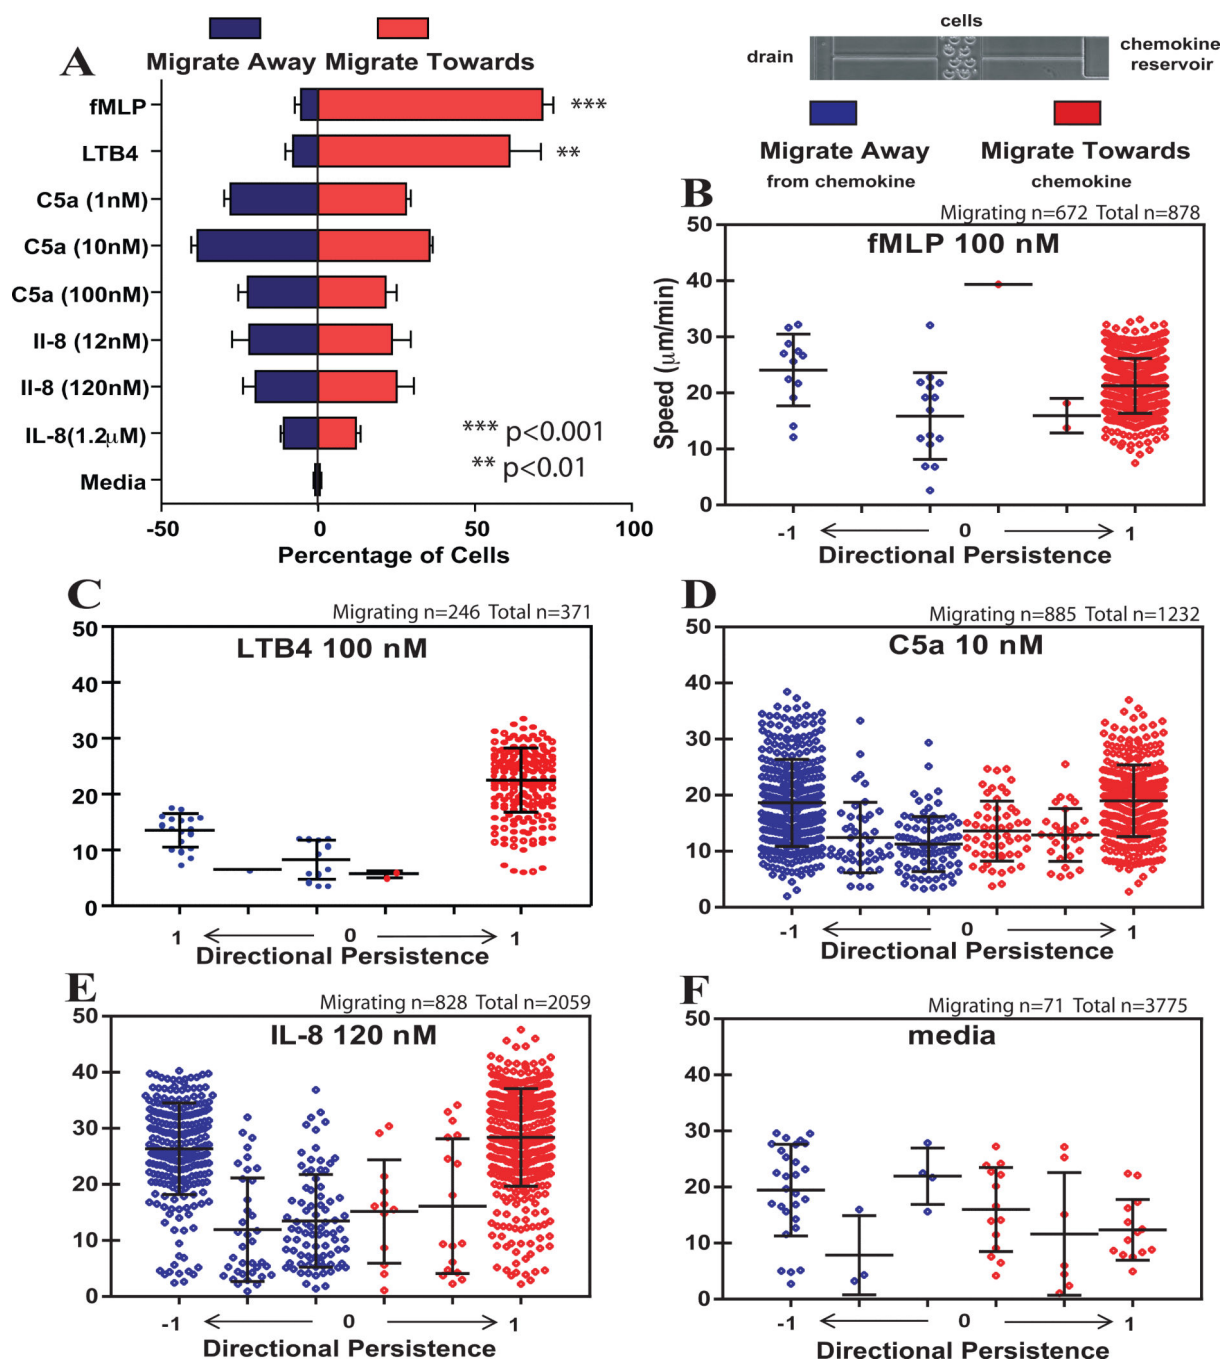 A
Migrate Away Migrate Towards
fMLP
***
LTB4
**
C5a (1nM)
C5a (10nM)
C5a (100nM)
Il-8 (12nM)
Il-8 (120nM)
IL-8(1.2µM)
Media
*** p<0.001
** p<0.01
-50 0 50 100
Percentage of Cells
cells
drain
chemokine
reservoir
Migrate Away Migrate Towards
from chemokine chemokine
B
Migrating n=672 Total n=878
fMLP 100 nM
Speed (µm/min)
50
40
30
20
10
0
-1 0 1
Directional Persistence
C
Migrating n=246 Total n=371
LTB4 100 nM
50
40
30
20
10
0
1 0 1
Directional Persistence
D
Migrating n=885 Total n=1232
C5a 10 nM
50
40
30
20
10
0
-1 0 1
Directional Persistence
E
Migrating n=828 Total n=2059
IL-8 120 nM
50
40
30
20
10
0
-1 0 1
Directional Persistence
F
Migrating n=71 Total n=3775
media
50
40
30
20
10
0
-1 0 1
Directional Persistence